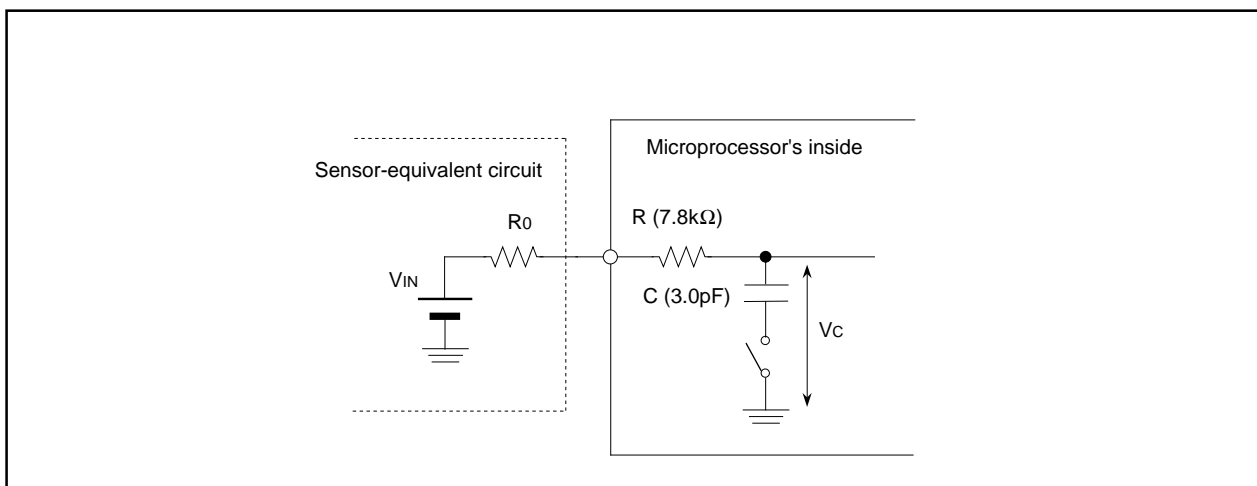 Microprocessor's inside
Sensor-equivalent circuit
R0
R (7.8kΩ)
VIN
C (3.0pF)
VC